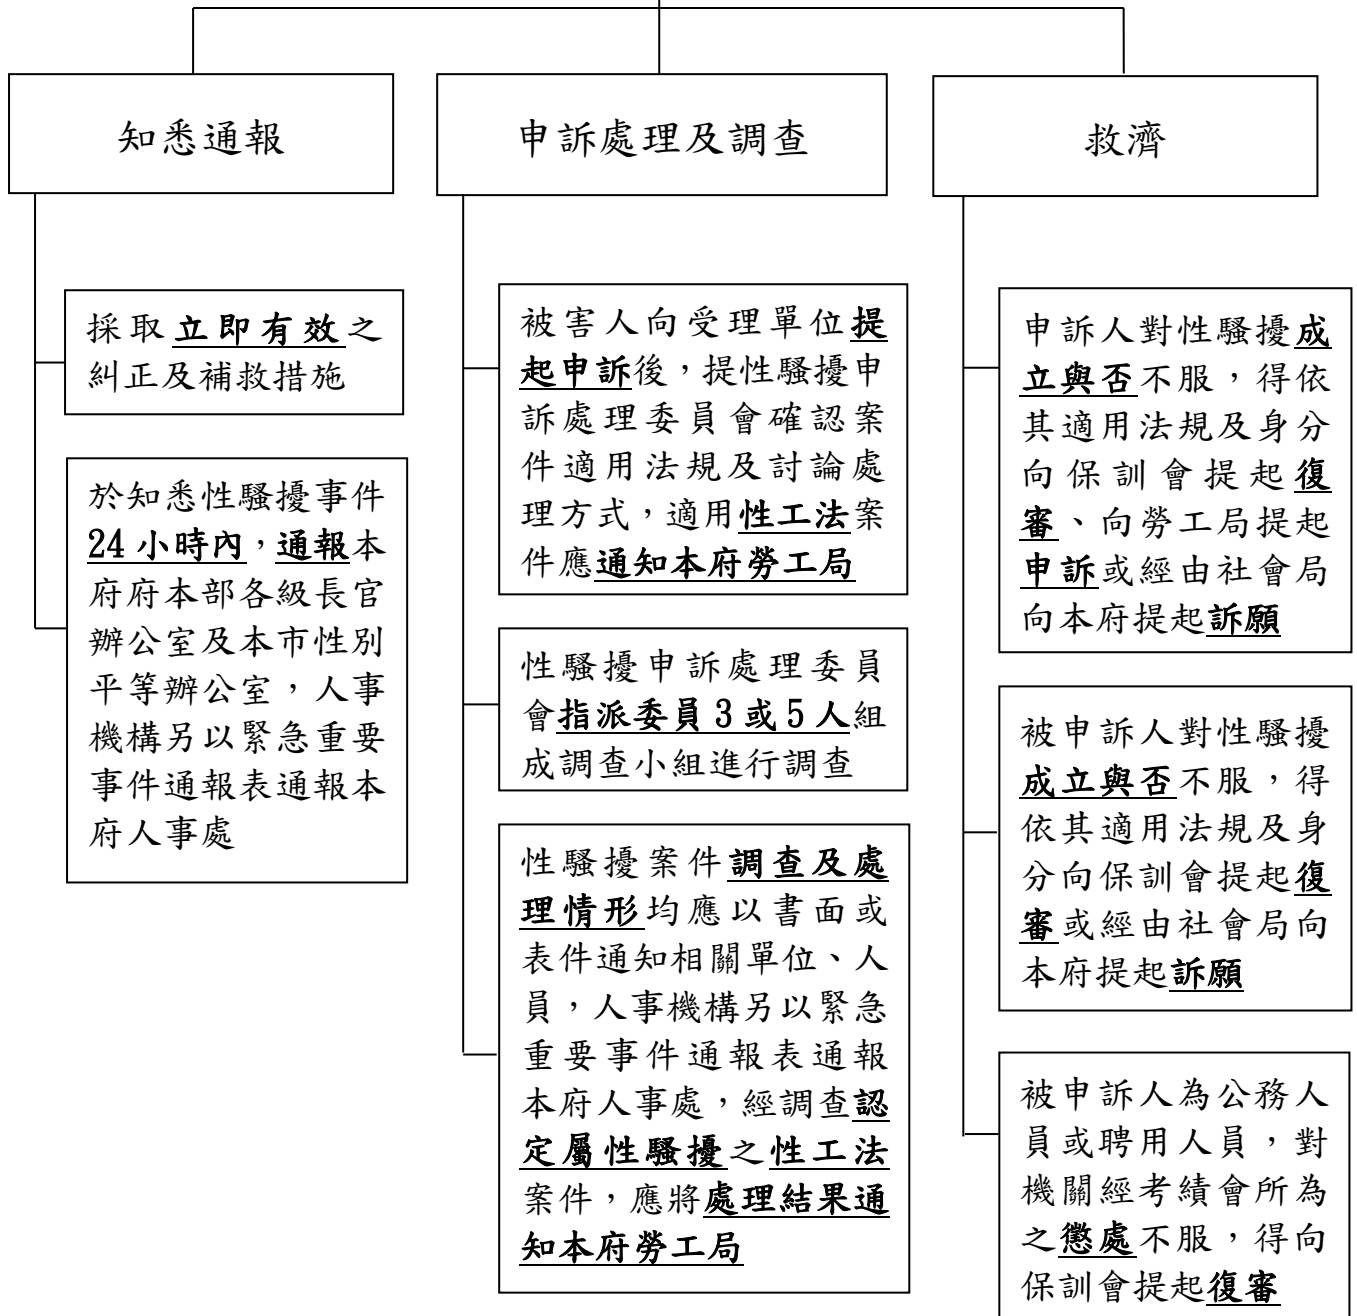 知悉通報
採取立即有效之
糾正及補救措施
於知悉性騷擾事件
24 小時內，通報本
府府本部各級長官
辦公室及本市性別
平等辦公室，人事
機構另以緊急重要
事件通報表通報本
府人事處
申訴處理及調查
被害人向受理單位提
起申訴後，提性騷擾申
訴處理委員會確認案
件適用法規及討論處
理方式，適用性工法案
件應通知本府勞工局
性騷擾申訴處理委員
會指派委員 3 或 5 人組
成調查小組進行調查
性騷擾案件調查及處
理情形均應以書面或
表件通知相關單位、人
員，人事機構另以緊急
重要事件通報表通報
本府人事處，經調查認
定屬性騷擾之性工法
案件，應將處理結果通
知本府勞工局
救濟
申訴人對性騷擾成
立與否不服，得依
其適用法規及身分
向保訓會提起復
審、向勞工局提起
申訴或經由社會局
向本府提起訴願
被申訴人對性騷擾
成立與否不服，得
依其適用法規及身
分向保訓會提起復
審或經由社會局向
本府提起訴願
被申訴人為公務人
員或聘用人員，對
機關經考績會所為
之懲處不服，得向
保訓會提起復審